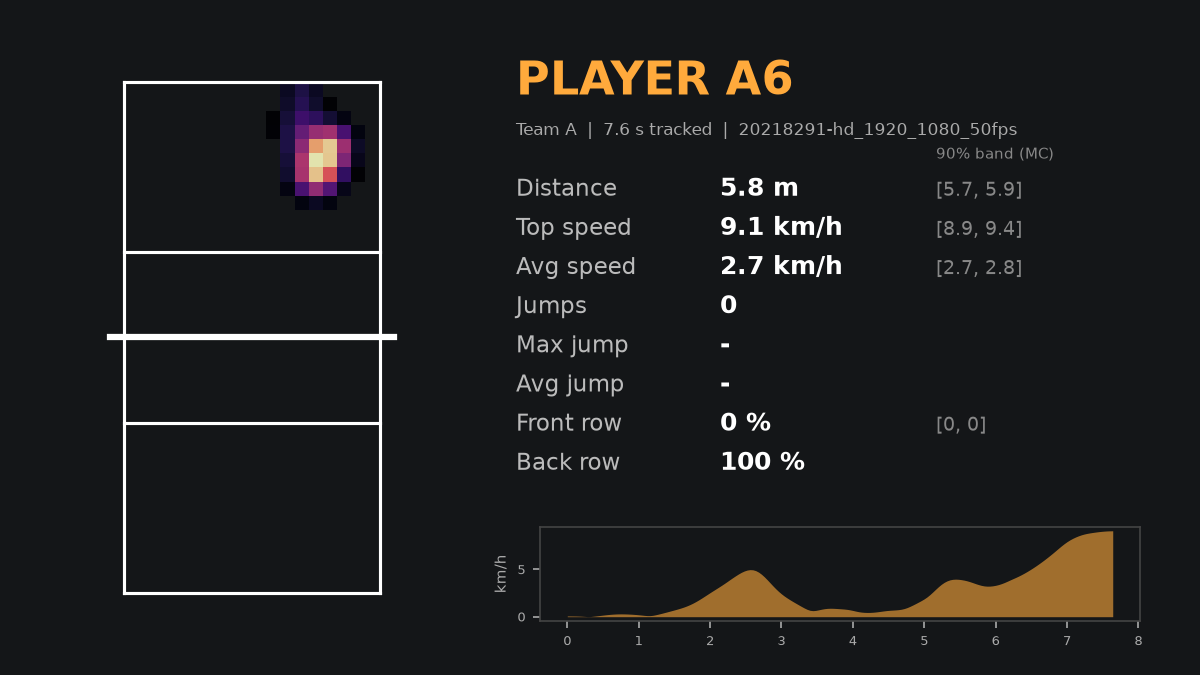 PLAYER A6
Team A | 7.6 s tracked | 20218291-hd_1920_1080_50fps
90% band (MC)
Distance 5.8 m [5.7, 5.9]
Top speed 9.1 km/h [8.9, 9.4]
Avg speed 2.7 km/h [2.7, 2.8]
Jumps 0
Max jump -
Avg jump -
Front row 0 % [0, 0]
Back row 100 %
km/h
5
0
0 1 2 3 4 5 6 7 8